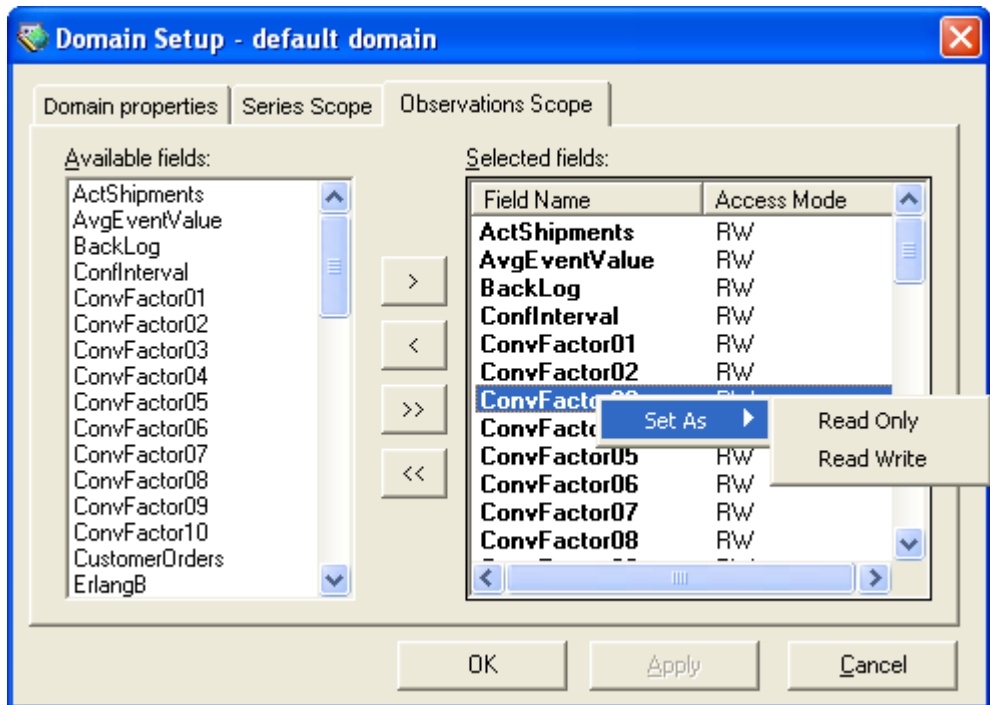 Domain Setup - default domain
Domain properties Series Scope Observations Scope
Available fields:
ActShipments
AvgEventValue
BackLog
ConfInterval
ConvFactor01
ConvFactor02
ConvFactor03
ConvFactor04
ConvFactor05
ConvFactor06
ConvFactor07
ConvFactor08
ConvFactor09
ConvFactor10
CustomerOrders
ErlangB
>
<
>>
<<
Selected fields:
Field Name Access Mode
ActShipments RW
AvgEventValue RW
BackLog RW
ConfInterval RW
ConvFactor01 RW
ConvFactor02 RW
Set As
Read Only
Read Write
RW
ConvFactor06 RW
ConvFactor07 RW
ConvFactor08 RW
OK Apply Cancel